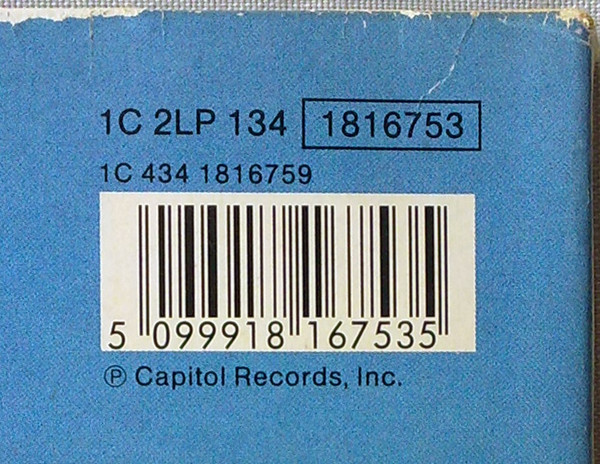 1C 2LP 134 1816753
1C 434 1816759
5 099918 167535
℗ Capitol Records, Inc.